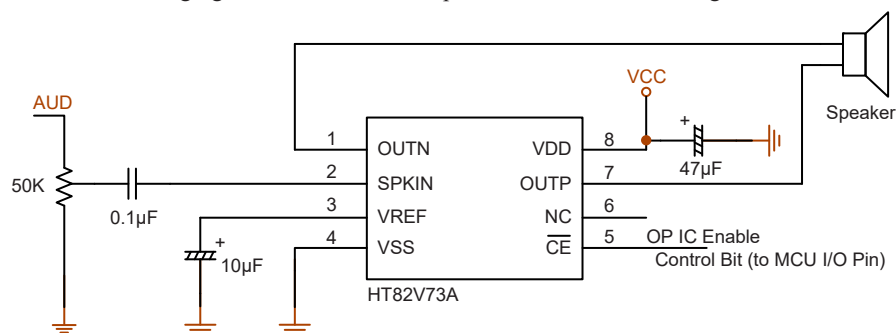 VCC
Speaker
AUD
50K
0.1µF
10µF
+
1
2
3
4
OUTN
SPKIN
VREF
VSS
VDD
OUTP
NC
CE
8
7
6
5
+
47µF
OP IC Enable
Control Bit (to MCU I/O Pin)
HT82V73A